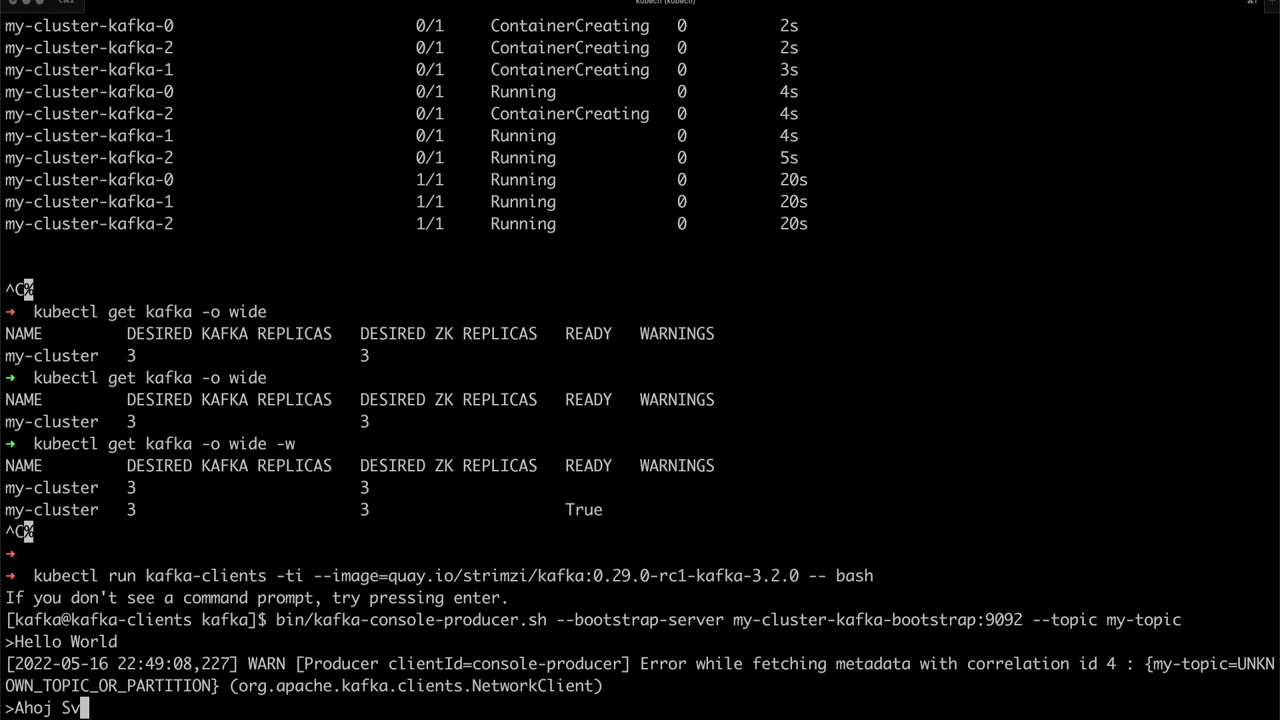 kubectl (kubectl)
my-cluster-kafka-0 0/1 ContainerCreating 0 2s
my-cluster-kafka-2 0/1 ContainerCreating 0 2s
my-cluster-kafka-1 0/1 ContainerCreating 0 3s
my-cluster-kafka-0 0/1 Running 0 4s
my-cluster-kafka-2 0/1 ContainerCreating 0 4s
my-cluster-kafka-1 0/1 Running 0 4s
my-cluster-kafka-2 0/1 Running 0 5s
my-cluster-kafka-0 1/1 Running 0 20s
my-cluster-kafka-1 1/1 Running 0 20s
my-cluster-kafka-2 1/1 Running 0 20s
^C%
➜ kubectl get kafka -o wide
NAME DESIRED KAFKA REPLICAS DESIRED ZK REPLICAS READY WARNINGS
my-cluster 3 3
➜ kubectl get kafka -o wide
NAME DESIRED KAFKA REPLICAS DESIRED ZK REPLICAS READY WARNINGS
my-cluster 3 3
➜ kubectl get kafka -o wide -w
NAME DESIRED KAFKA REPLICAS DESIRED ZK REPLICAS READY WARNINGS
my-cluster 3 3
my-cluster 3 3 True
^C%
➜
➜ kubectl run kafka-clients -ti --image=quay.io/strimzi/kafka:0.29.0-rc1-kafka-3.2.0 -- bash
If you don't see a command prompt, try pressing enter.
[kafka@kafka-clients kafka]$ bin/kafka-console-producer.sh --bootstrap-server my-cluster-kafka-bootstrap:9092 --topic my-topic
>Hello World
[2022-05-16 22:49:08,227] WARN [Producer clientId=console-producer] Error while fetching metadata with correlation id 4 : {my-topic=UNKN
OWN_TOPIC_OR_PARTITION} (org.apache.kafka.clients.NetworkClient)
>Ahoj Sv